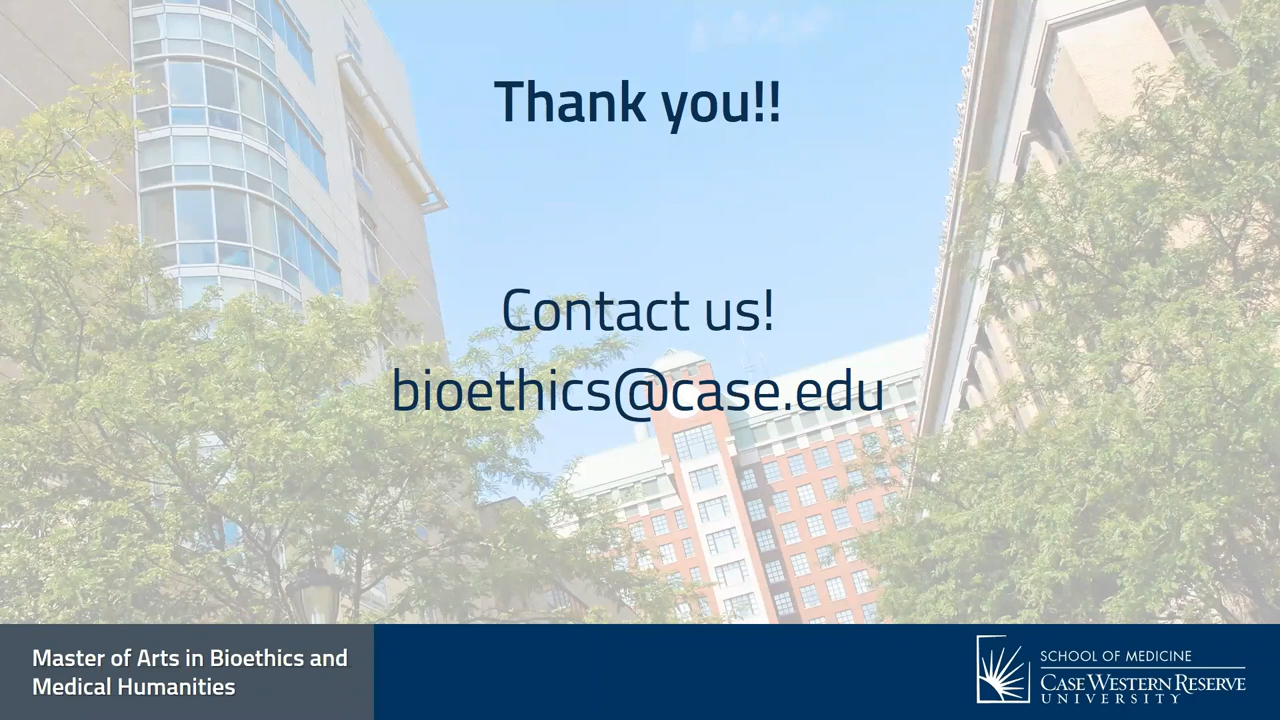 Thank you!!
Contact us!
bioethics@case.edu
Master of Arts in Bioethics and
Medical Humanities
SCHOOL OF MEDICINE
CASE WESTERN RESERVE
UNIVERSITY